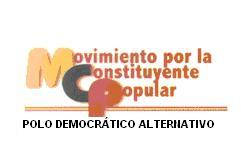 Movimiento por la
Constituyente
Popular
POLO DEMOCRÁTICO ALTERNATIVO